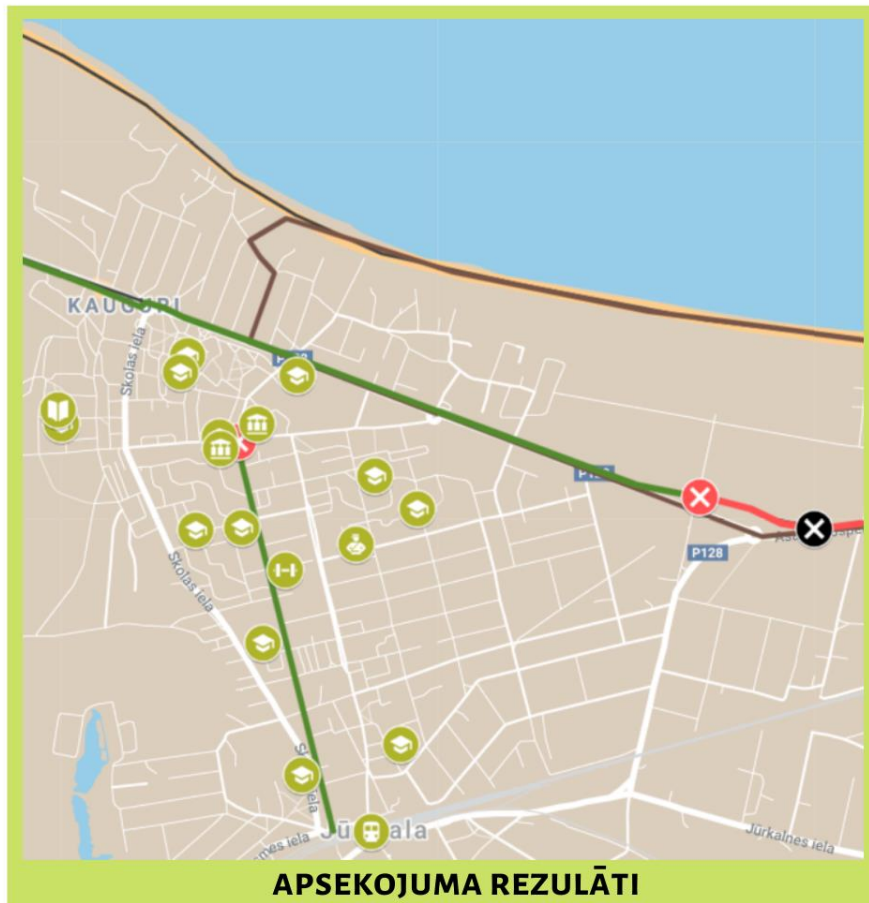 KAUGURI
Skolas iela
P128
P128
Skolas iela
Jūrkalnes iela
APSEKOJUMA REZULĀTI